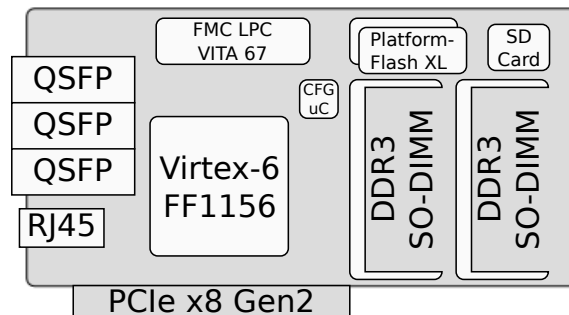 FMC LPC
VITA 67
Platform-
Flash XL
SD
Card
QSFP
QSFP
QSFP
CFG
uC
Virtex-6
FF1156
DDR3
SO-DIMM
DDR3
SO-DIMM
RJ45
PCIe x8 Gen2